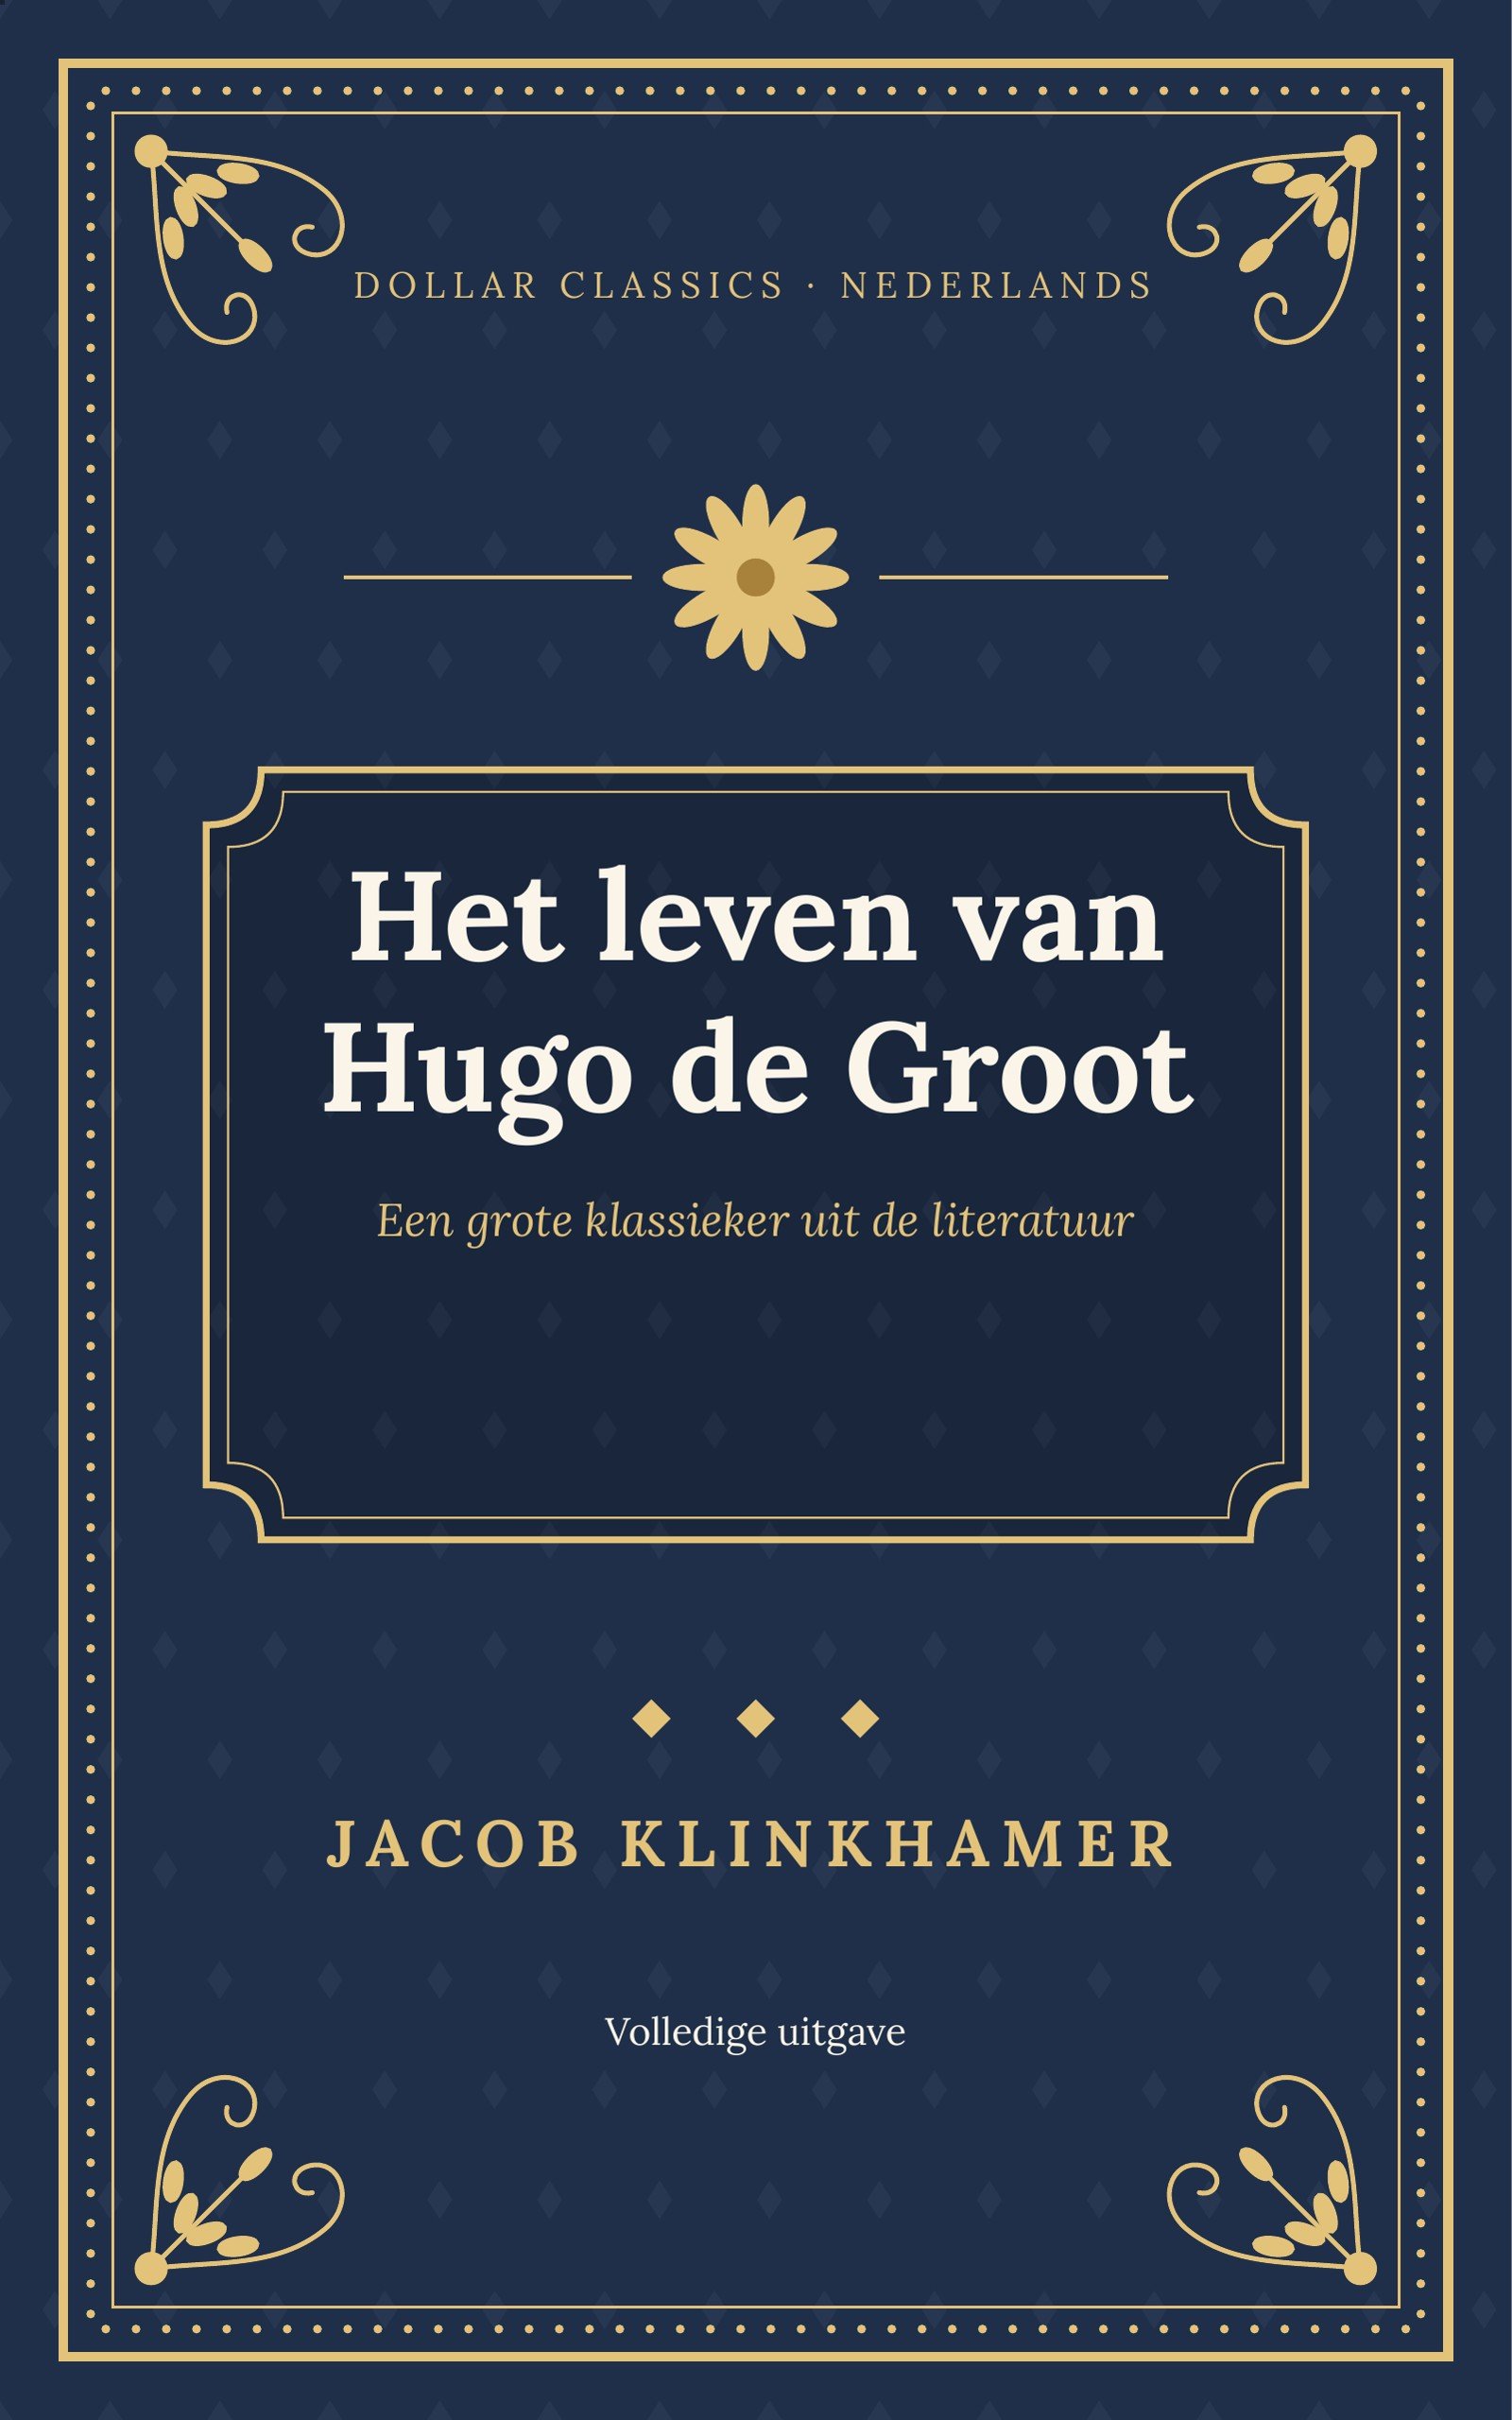 DOLLAR CLASSICS · NEDERLANDS
Het leven van
Hugo de Groot
Een grote klassieker uit de literatuur
JACOB KLINKHAMER
Volledige uitgave